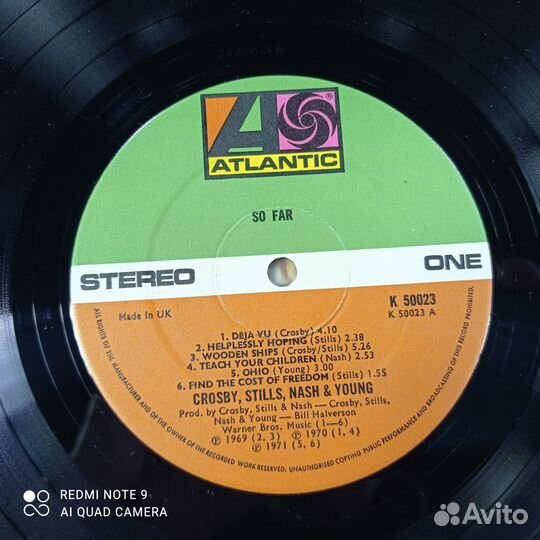 K 50023 A1
ATLANTIC
®
SO FAR
STEREO
ONE
Made in UK
K 50023
K 50023 A
1. DEJA VU (Crosby) 4.10
2. HELPLESSLY HOPING (Stills) 2.38
3. WOODEN SHIPS (Crosby/Stills) 5.26
4. TEACH YOUR CHILDREN (Nash) 2.53
5. OHIO (Young) 3.00
6. FIND THE COST OF FREEDOM (Stills) 1.55
CROSBY, STILLS, NASH & YOUNG
Prod. by Crosby, Stills & Nash — Crosby, Stills,
Nash & Young — Bill Halverson
Warner Bros. Music (1—6)
℗ 1969 (2, 3) ℗ 1970 (1, 4)
℗ 1971 (5, 6)
ALL RIGHTS OF THE MANUFACTURER AND OF THE OWNER OF THE RECORDED WORK RESERVED. UNAUTHORISED COPYING PUBLIC PERFORMANCE AND BROADCASTING OF THIS RECORD PROHIBITED.
REDMI NOTE 9
AI QUAD CAMERA
Avito